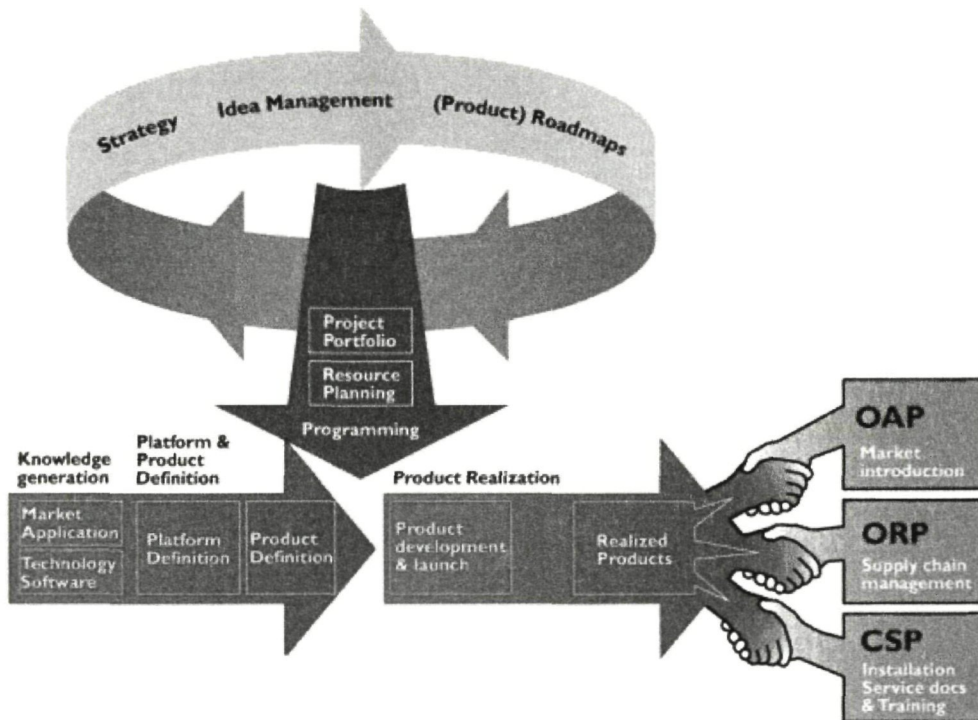 Strategy
Idea Management
(Product) Roadmaps
Project
Portfolio
Resource
Planning
Programming
Knowledge
generation
Platform &
Product
Definition
Market
Application
Technology
Software
Platform
Definition
Product
Definition
Product Realization
Product
development
& launch
Realized
Products
OAP
Market
introduction
ORP
Supply chain
management
CSP
Installation
Service docs
& Training